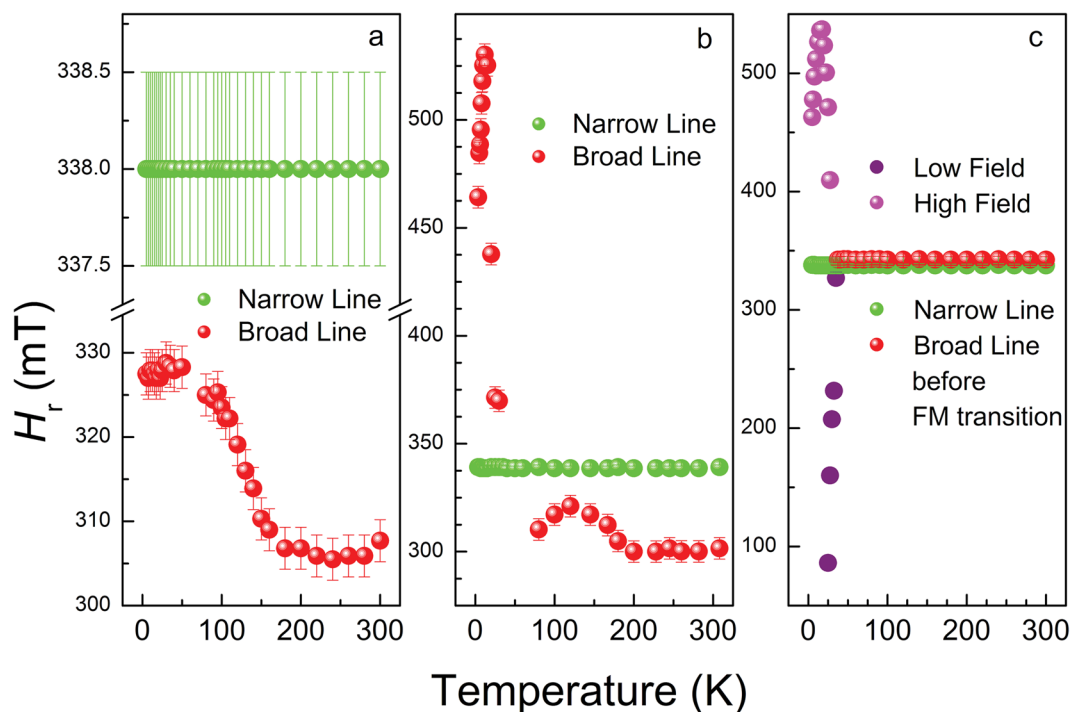 a
b
c
338.5
338.0
337.5
330
320
310
300
Narrow Line
Broad Line
500
450
400
350
300
Narrow Line
Broad Line
500
400
300
200
100
Low Field
High Field
Narrow Line
Broad Line
before
FM transition
H_r (mT)
0 100 200 300
0 100 200 300
0 100 200 300
Temperature (K)